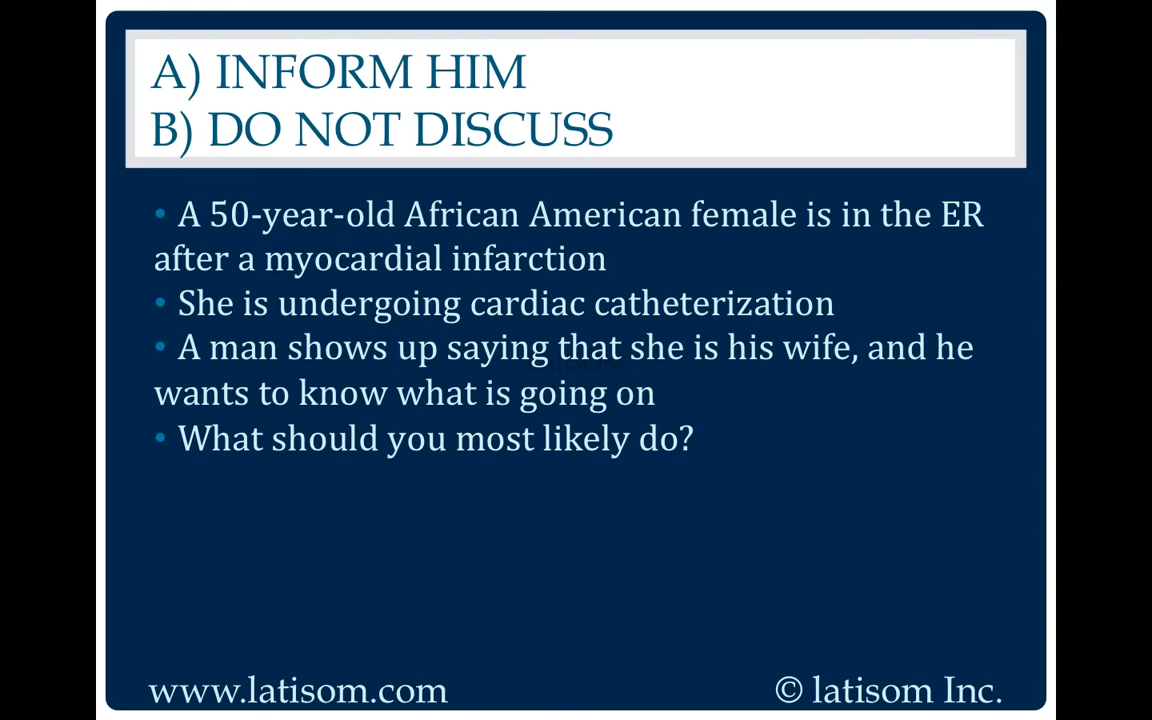 A) INFORM HIM
B) DO NOT DISCUSS
• A 50-year-old African American female is in the ER
after a myocardial infarction
• She is undergoing cardiac catheterization
• A man shows up saying that she is his wife, and he
wants to know what is going on
• What should you most likely do?
www.latisom.com
© latisom Inc.